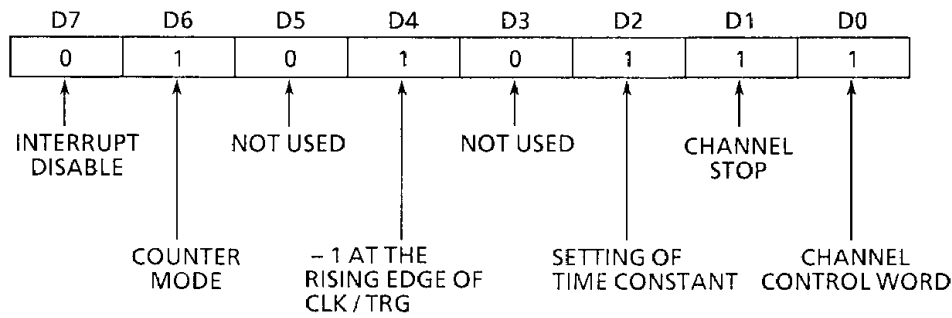 D7 D6 D5 D4 D3 D2 D1 D0
0 1 0 1 0 1 1 1
INTERRUPT
DISABLE
NOT USED
NOT USED
CHANNEL
STOP
COUNTER
MODE
– 1 AT THE
RISING EDGE OF
CLK / TRG
SETTING OF
TIME CONSTANT
CHANNEL
CONTROL WORD